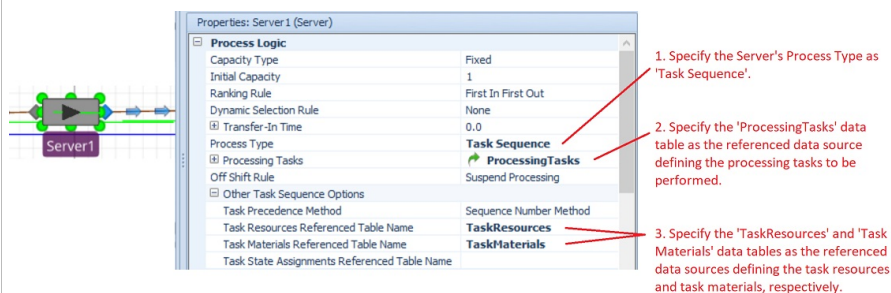 Properties: Server1 (Server)
Process Logic
Capacity Type Fixed
Initial Capacity 1
Ranking Rule First In First Out
Dynamic Selection Rule None
Transfer-In Time 0.0
Process Type Task Sequence
Processing Tasks ProcessingTasks
Off Shift Rule Suspend Processing
Other Task Sequence Options
Task Precedence Method Sequence Number Method
Task Resources Referenced Table Name TaskResources
Task Materials Referenced Table Name TaskMaterials
Task State Assignments Referenced Table Name
Server1
1. Specify the Server's Process Type as
'Task Sequence'.
2. Specify the 'ProcessingTasks' data
table as the referenced data source
defining the processing tasks to be
performed.
3. Specify the 'TaskResources' and 'Task
Materials' data tables as the referenced
data sources defining the task resources
and task materials, respectively.